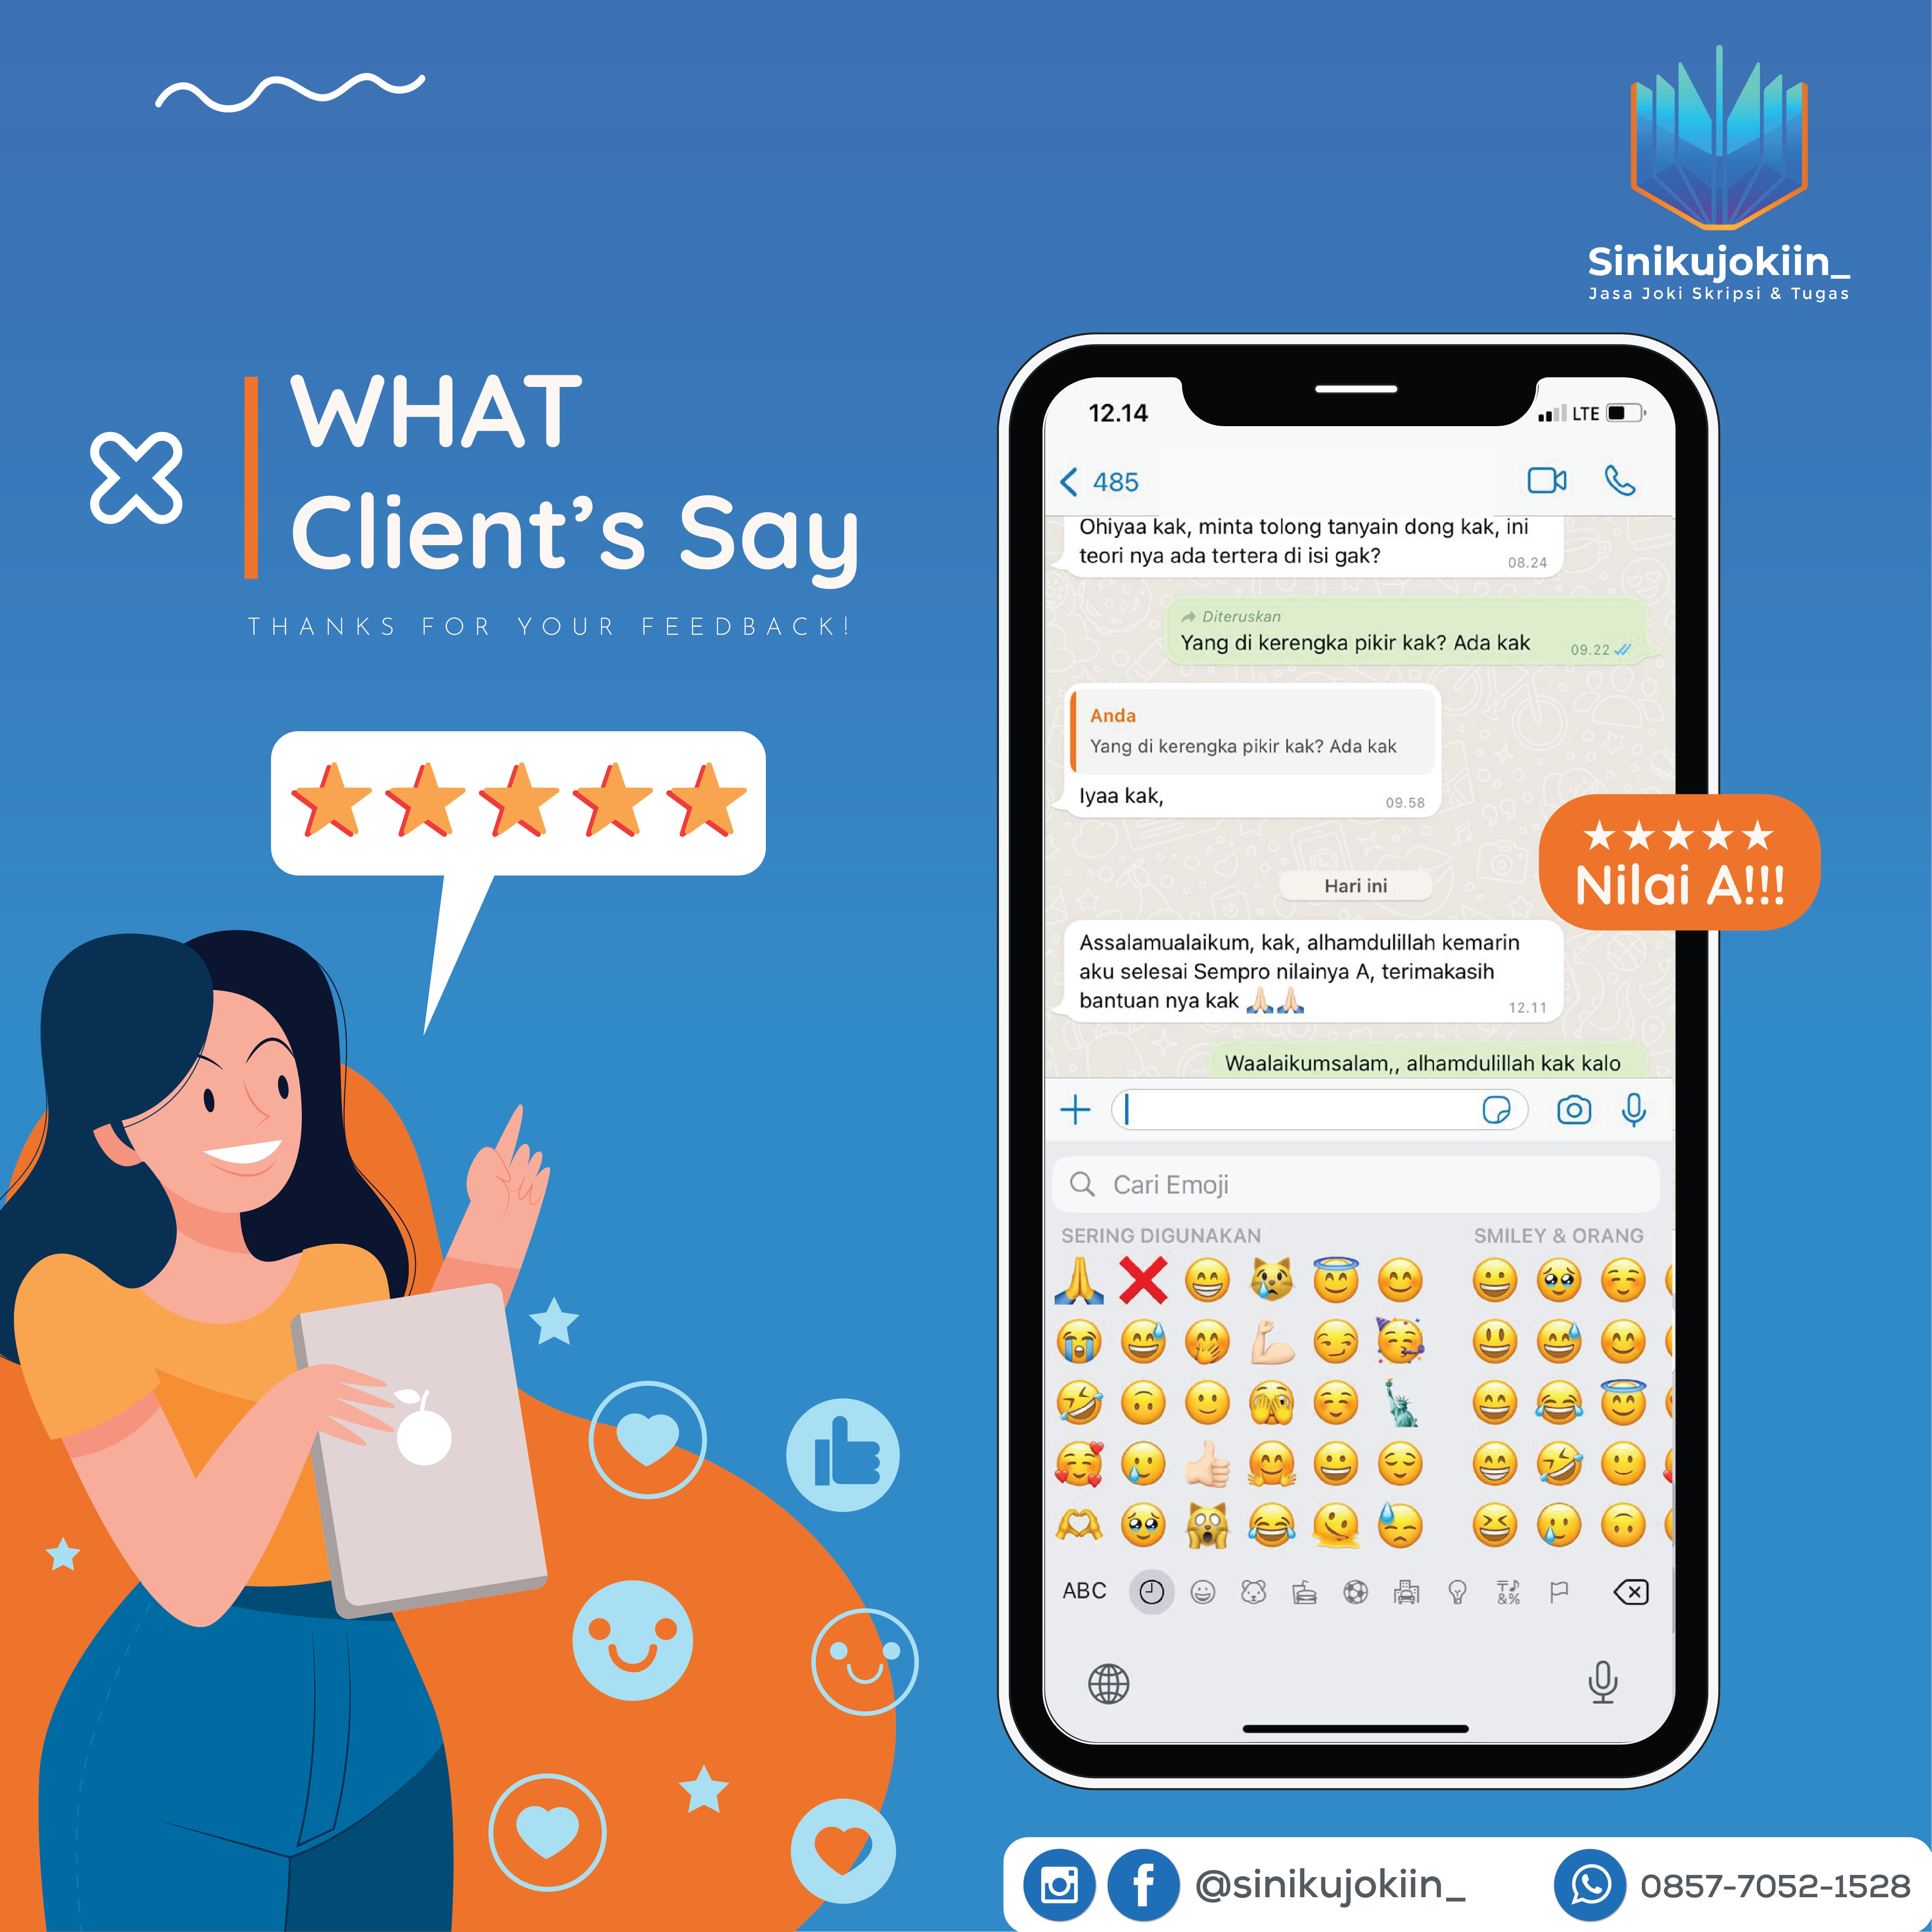 Sinikujokiin_
Jasa Joki Skripsi & Tugas
WHAT
Client's Say
THANKS FOR YOUR FEEDBACK!
12.14
LTE
485
Ohiyaa kak, minta tolong tanyain dong kak, ini
teori nya ada tertera di isi gak?
08.24
Diteruskan
Yang di kerengka pikir kak? Ada kak
09.22
Anda
Yang di kerengka pikir kak? Ada kak
Iyaa kak,
09.58
Nilai A!!!
Hari ini
Assalamualaikum, kak, alhamdulillah kemarin
aku selesai Sempro nilainya A, terimakasih
bantuan nya kak 🙏🏻🙏🏻
12.11
Waalaikumsalam,, alhamdulillah kak kalo
Cari Emoji
SERING DIGUNAKAN
SMILEY & ORANG
ABC
@sinikujokiin_
0857-7052-1528